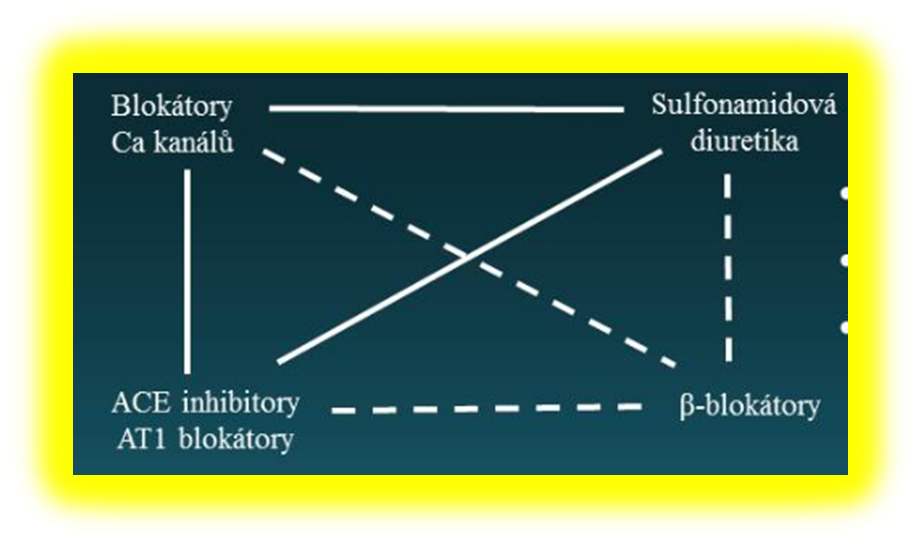 Blokátory
Ca kanálů
Sulfonamidová
diuretika
ACE inhibitory
AT1 blokátory
β-blokátory